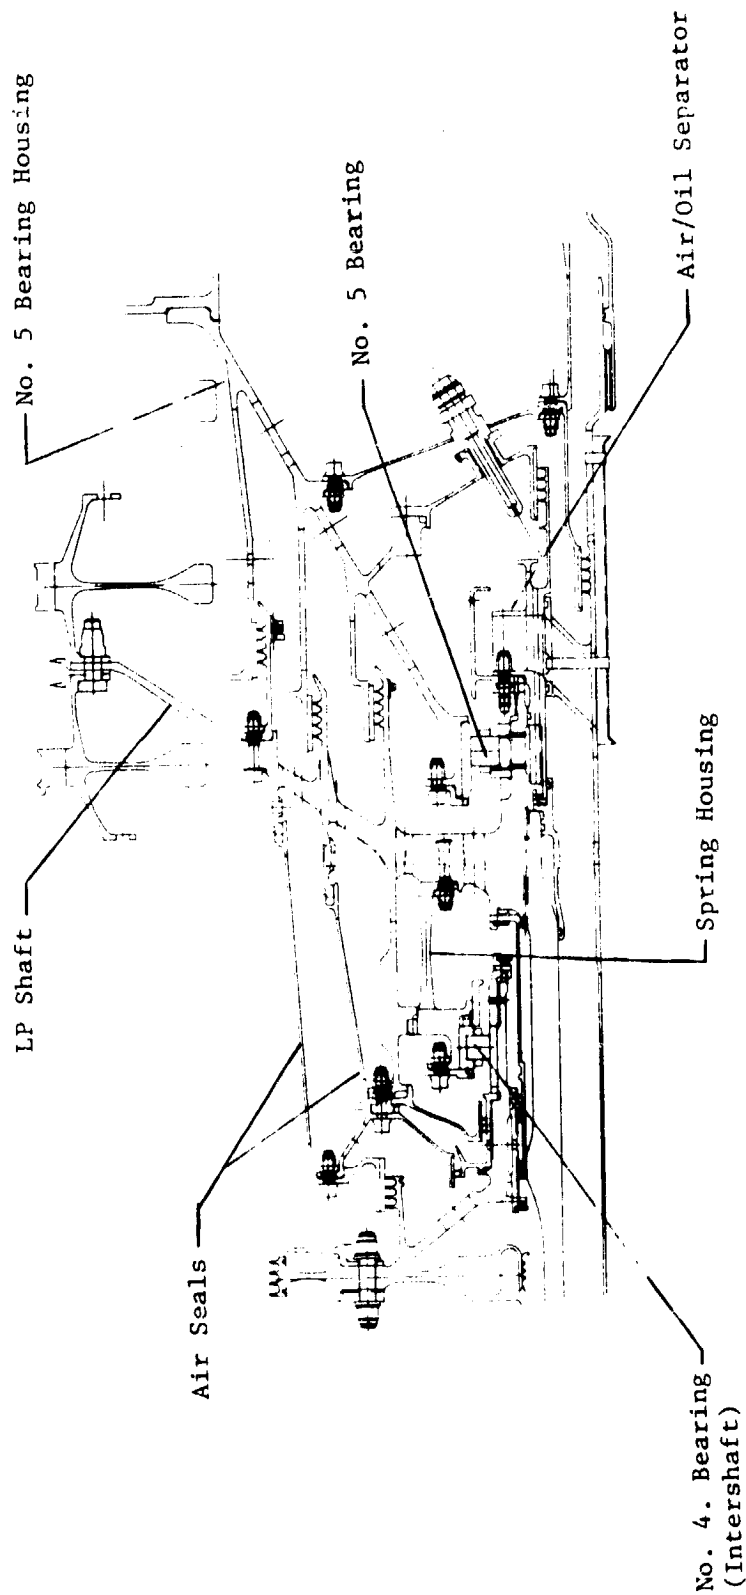 No. 5 Bearing Housing
LP Shaft
No. 5 Bearing
Air Seals
Air/Oil Separator
Spring Housing
No. 4. Bearing
(Intershaft)